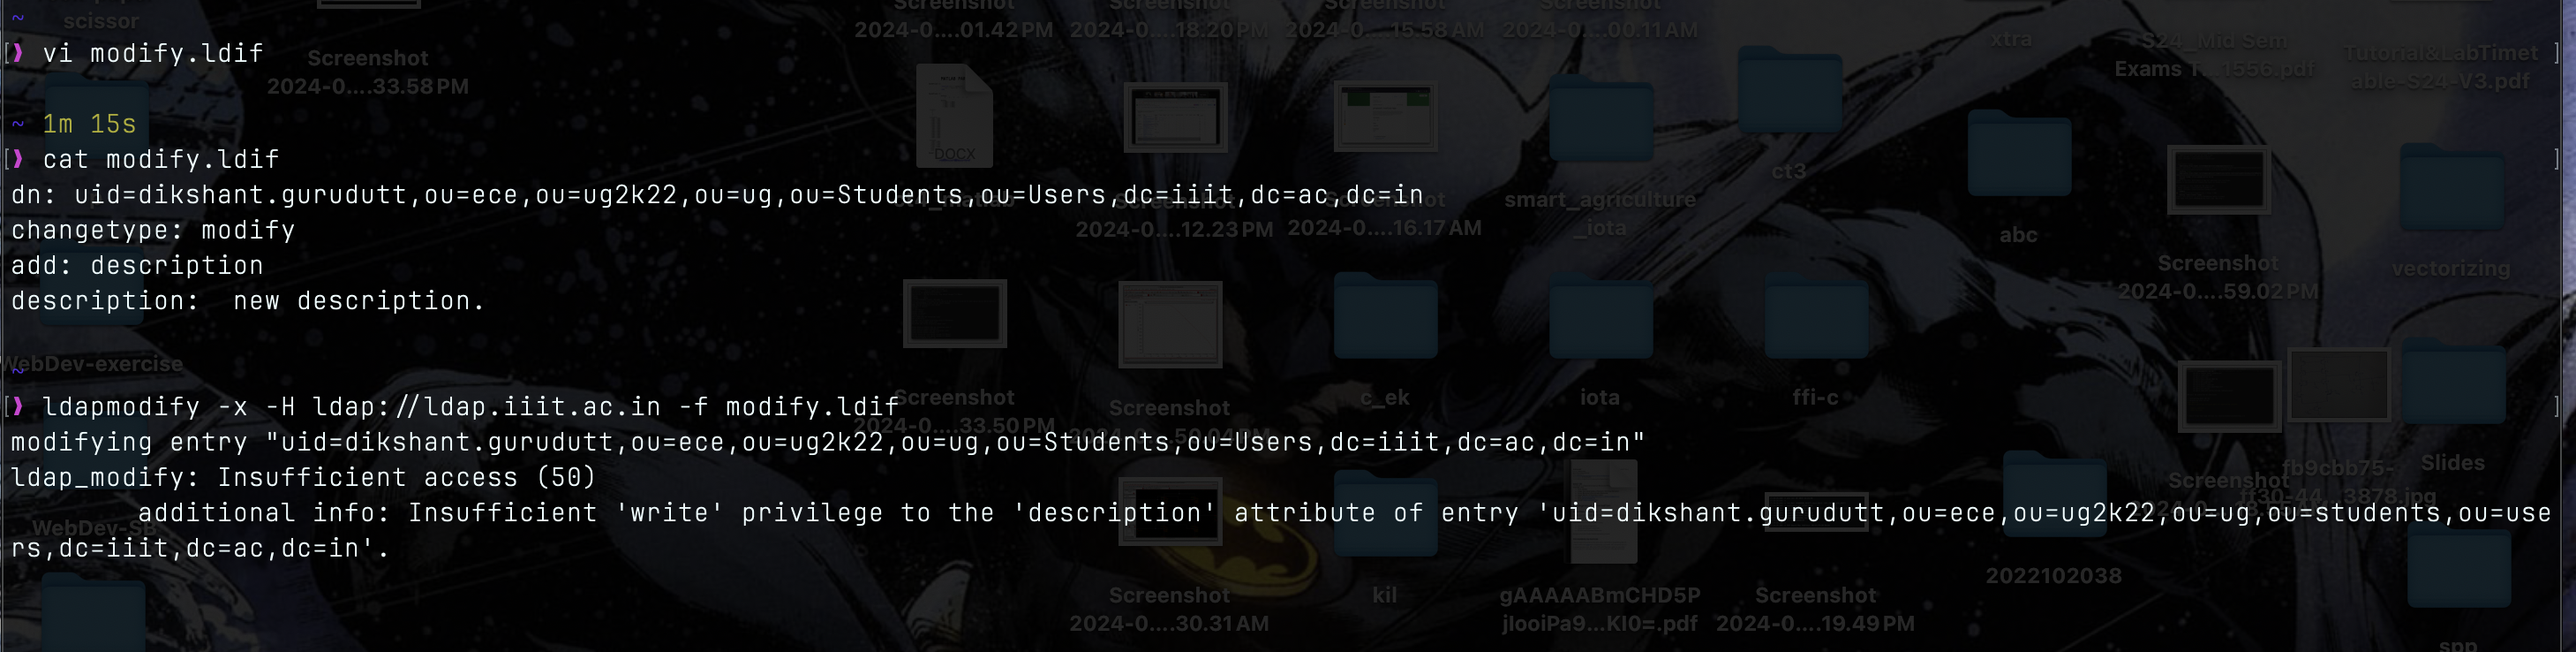 ~
scissor
Screenshot
Screenshot
Screenshot
Screenshot
2024-0....01.42 PM
2024-0....18.20 PM
2024-0....15.58 AM
2024-0....00.11 AM
xtra
S24_Mid Sem
Exams T...1556.pdf
Tutorial&LabTimet
able-S24-V3.pdf
[❱ vi modify.ldif ]
Screenshot
2024-0....33.58 PM
~ 1m 15s
[❱ cat modify.ldif ]
DOCX
ct3
dn: uid=dikshant.gurudutt,ou=ece,ou=ug2k22,ou=ug,ou=Students,ou=Users,dc=iiit,dc=ac,dc=in
smart_agriculture
_iota
changetype: modify
2024-0....12.23 PM
2024-0....16.17 AM
abc
add: description
Screenshot
2024-0....59.02 PM
vectorizing
description:  new description.
WebDev-exercise
~
[❱ ldapmodify -x -H ldap://ldap.iiit.ac.in -f modify.ldif ]
Screenshot
2024-0....33.50 PM
Screenshot
c_ek
iota
ffi-c
modifying entry "uid=dikshant.gurudutt,ou=ece,ou=ug2k22,ou=ug,ou=Students,ou=Users,dc=iiit,dc=ac,dc=in"
ldap_modify: Insufficient access (50)
Screenshot
fb9cbb75-
Slides
        additional info: Insufficient 'write' privilege to the 'description' attribute of entry 'uid=dikshant.gurudutt,ou=ece,ou=ug2k22,ou=ug,ou=students,ou=use
rs,dc=iiit,dc=ac,dc=in'.
2022102038
Screenshot
2024-0....30.31 AM
kil
gAAAAABmCHD5P
jIooiPa9...KI0=.pdf
Screenshot
2024-0....19.49 PM
spp